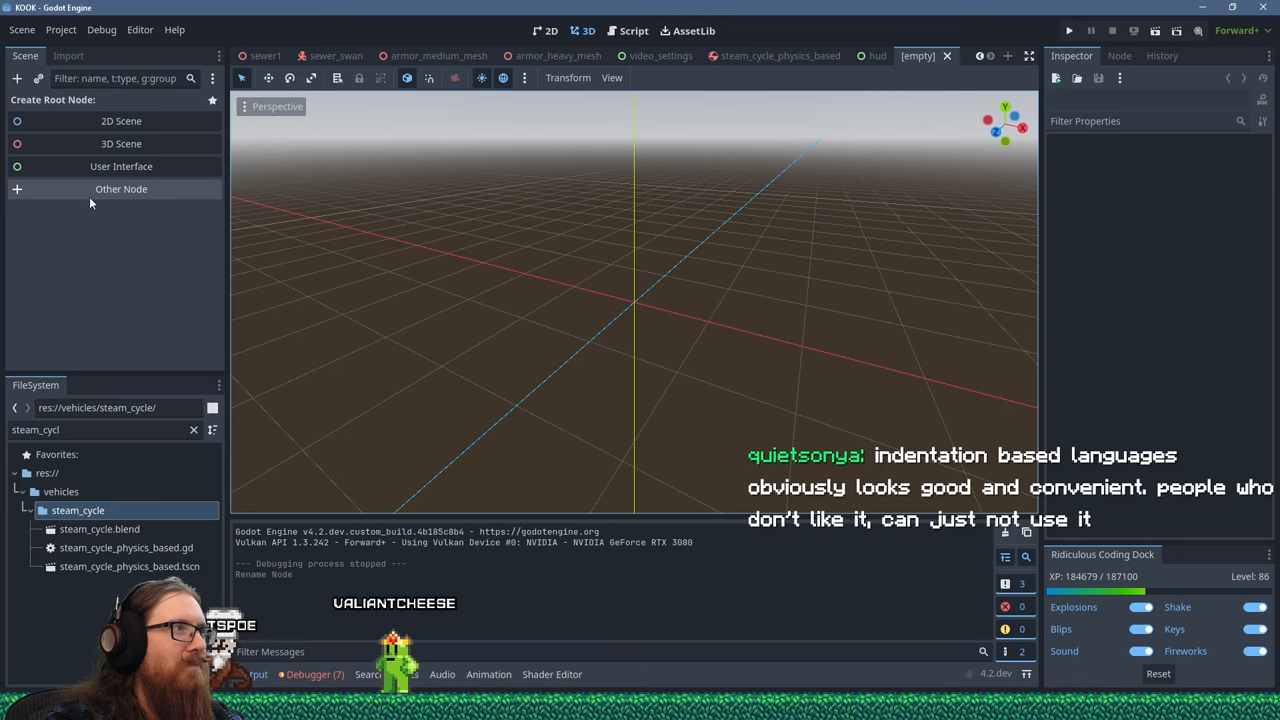 KOOK - Godot Engine
Scene Project Debug Editor Help
2D 3D Script AssetLib
Forward+
Scene Import
sewer1 sewer_swan armor_medium_mesh armor_heavy_mesh video_settings steam_cycle_physics_based hud [empty]
Inspector Node History
Filter: name, t:type, g:group
Transform View
Create Root Node:
Perspective
Y
X
Z
Filter Properties
2D Scene
3D Scene
User Interface
Other Node
FileSystem
res://vehicles/steam_cycle/
steam_cycl
Favorites:
res://
vehicles
steam_cycle
steam_cycle.blend
steam_cycle_physics_based.gd
steam_cycle_physics_based.tscn
quietsonya: indentation based languages
obviously looks good and convenient. people who
don't like it, can just not use it
Godot Engine v4.2.dev.custom_build.4b185c8b4 - https://godotengine.org
Vulkan API 1.3.242 - Forward+ - Using Vulkan Device #0: NVIDIA - NVIDIA GeForce RTX 3080
--- Debugging process stopped ---
Rename Node
3
0
0
2
VALIANTCHEESE
TSPOE
Filter Messages
Debugger (7) Audio Animation Shader Editor
4.2.dev
Ridiculous Coding Dock
XP: 184679 / 187100 Level: 86
Explosions Shake
Blips Keys
Sound Fireworks
Reset